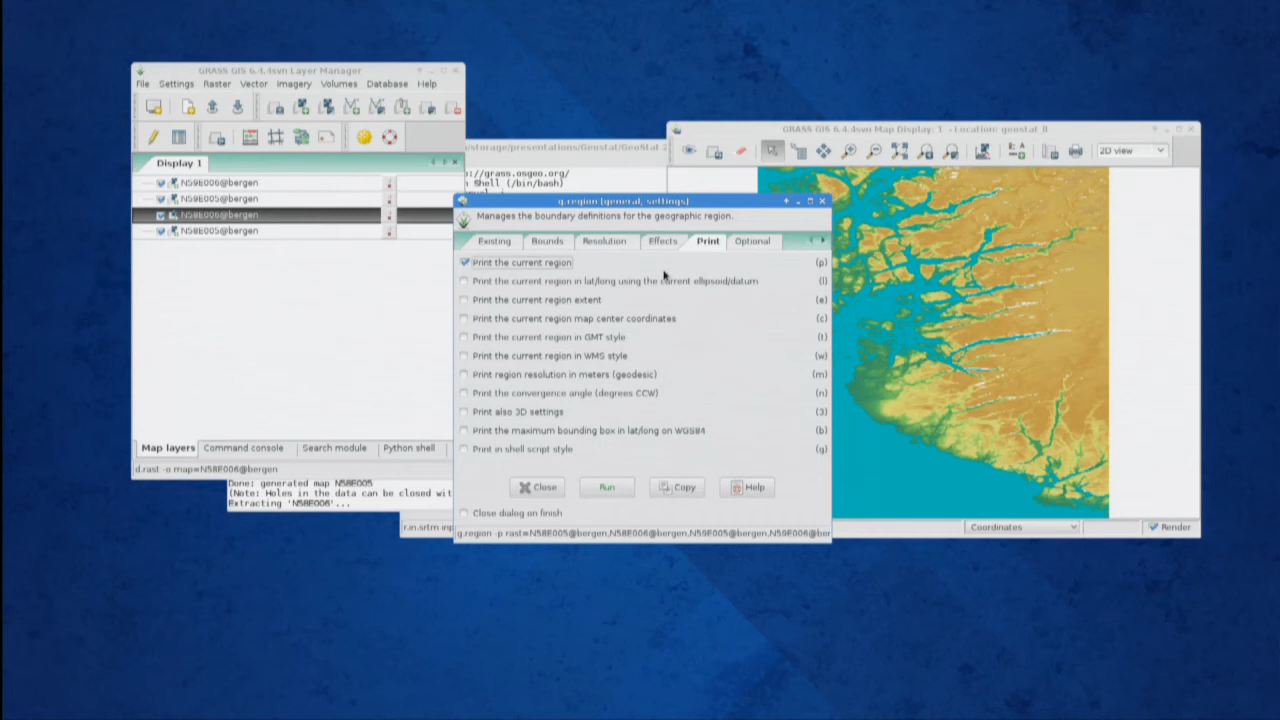 GRASS GIS 6.4.4svn Layer Manager
File Settings Raster Vector Imagery Volumes Database Help
Display 1
N59E006@bergen
N59E005@bergen
N58E006@bergen
N58E005@bergen
Map layers Command console Search module Python shell
d.rast -o map=N58E006@bergen
Done: generated map N58E005
(Note: Holes in the data can be closed wit
Extracting 'N58E006'...
r.in.srtm inp
/storage/presentations/Geostat/GeoStat 2
://grass.osgeo.org/
n Shell (/bin/bash)
g.region [general, settings]
Manages the boundary definitions for the geographic region.
Existing Bounds Resolution Effects Print Optional
Print the current region (p)
Print the current region in lat/long using the current ellipsoid/datum (l)
Print the current region extent (e)
Print the current region map center coordinates (c)
Print the current region in GMT style (t)
Print the current region in WMS style (w)
Print region resolution in meters (geodesic) (m)
Print the convergence angle (degrees CCW) (n)
Print also 3D settings (3)
Print the maximum bounding box in lat/long on WGS84 (b)
Print in shell script style (g)
Close Run Copy Help
Close dialog on finish
g.region -p rast=N58E005@bergen,N58E006@bergen,N59E005@bergen,N59E006@ber
GRASS GIS 6.4.4svn Map Display: 1 - Location: geostat_ll
2D view
Coordinates Render